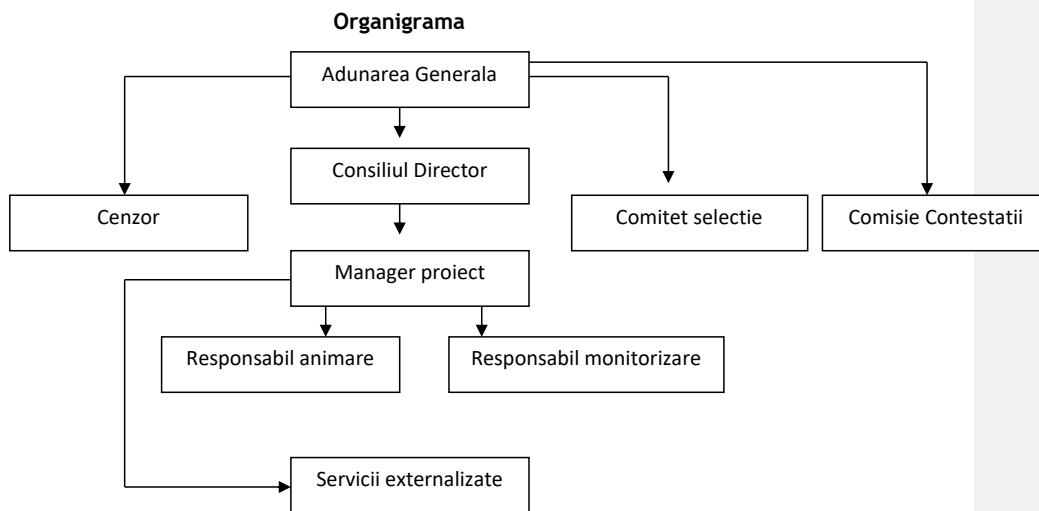 Organigrama
Adunarea Generala
Consiliul Director
Cenzor
Comitet selectie
Comisie Contestatii
Manager proiect
Responsabil animare
Responsabil monitorizare
Servicii externalizate